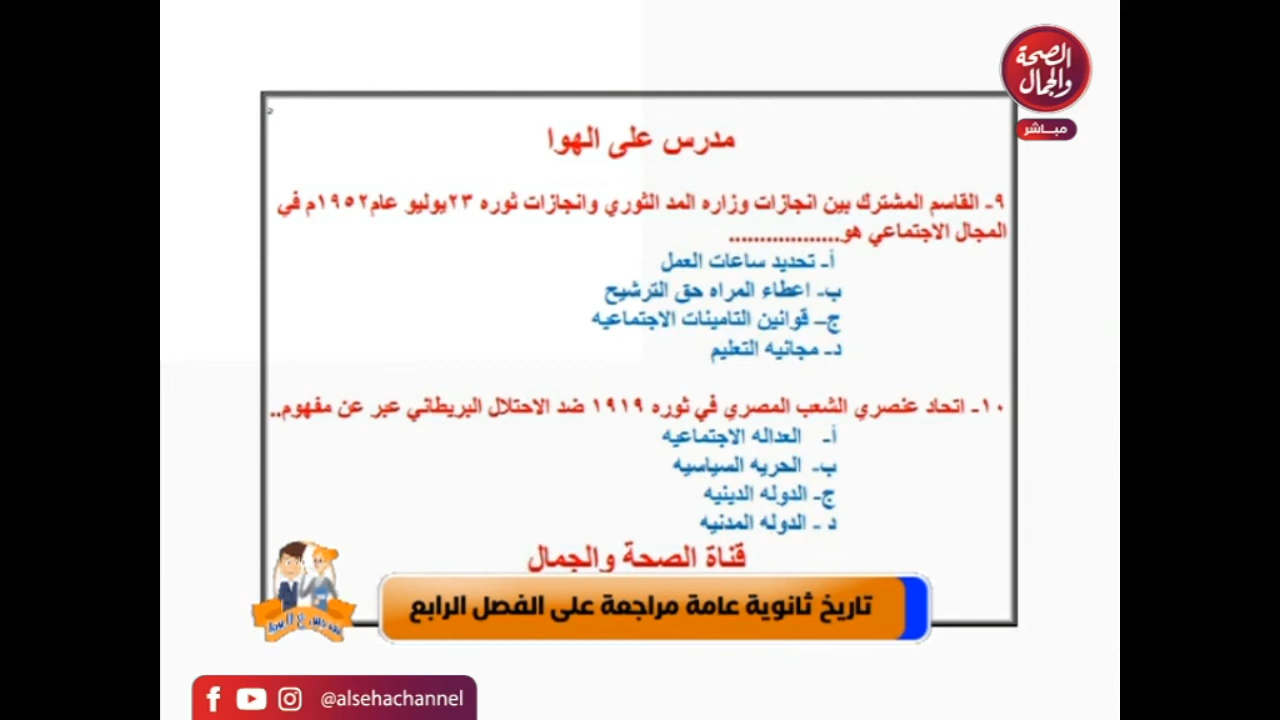 الصحة
والجمال
مباشر
مدرس على الهوا
٩- القاسم المشترك بين انجازات وزاره المد الثوري وانجازات ثوره ٢٣يوليو عام١٩٥٢م في
المجال الاجتماعي هو..................
أ- تحديد ساعات العمل
ب- اعطاء المراه حق الترشيح
ج– قوانين التامينات الاجتماعيه
د- مجانيه التعليم
١٠- اتحاد عنصري الشعب المصري في ثوره ١٩١٩ ضد الاحتلال البريطاني عبر عن مفهوم..
أ- العداله الاجتماعيه
ب- الحريه السياسيه
ج- الدوله الدينيه
د - الدوله المدنيه
قناة الصحة والجمال
تاريخ ثانوية عامة مراجعة على الفصل الرابع
@alsehachannel